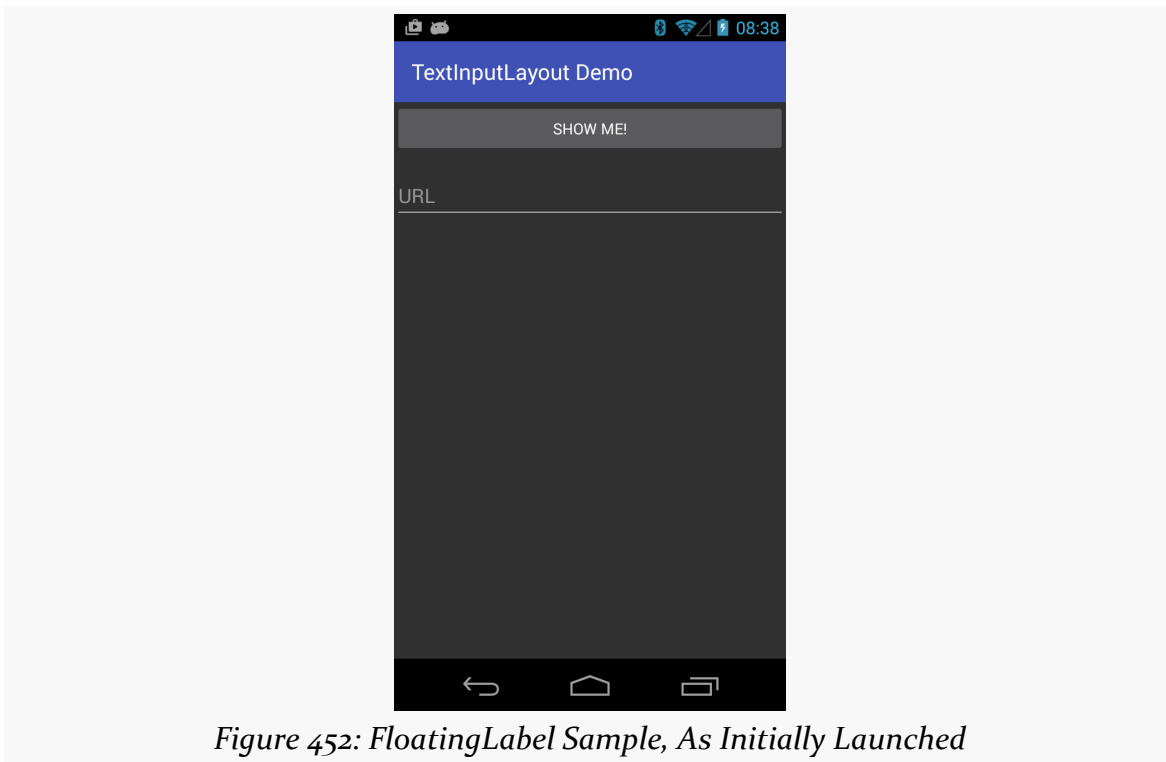 08:38
TextInputLayout Demo
SHOW ME!
URL
Figure 452: FloatingLabel Sample, As Initially Launched